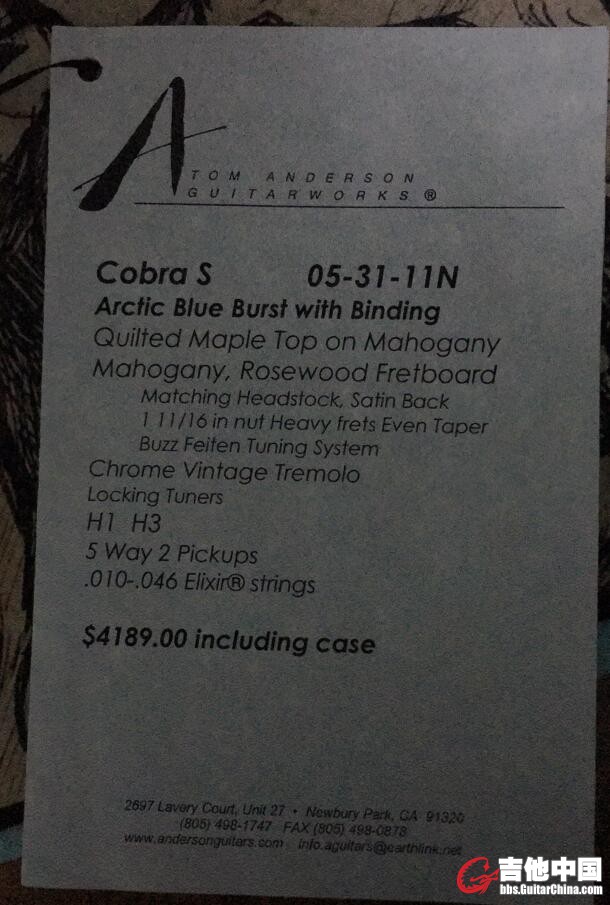 TOM ANDERSON
GUITARWORKS®
Cobra S 05-31-11N
Arctic Blue Burst with Binding
Quilted Maple Top on Mahogany
Mahogany, Rosewood Fretboard
Matching Headstock, Satin Back
1 11/16 in nut Heavy frets Even Taper
Buzz Feiten Tuning System
Chrome Vintage Tremolo
Locking Tuners
H1 H3
5 Way 2 Pickups
.010-.046 Elixir® strings
$4189.00 including case
2697 Lavery Court, Unit 27 • Newbury Park, CA 91320
(805) 498-1747 FAX (805) 498-0878
www.andersonguitars.com info.aguitars@earthlink.net
吉他中国
bbs.GuitarChina.com